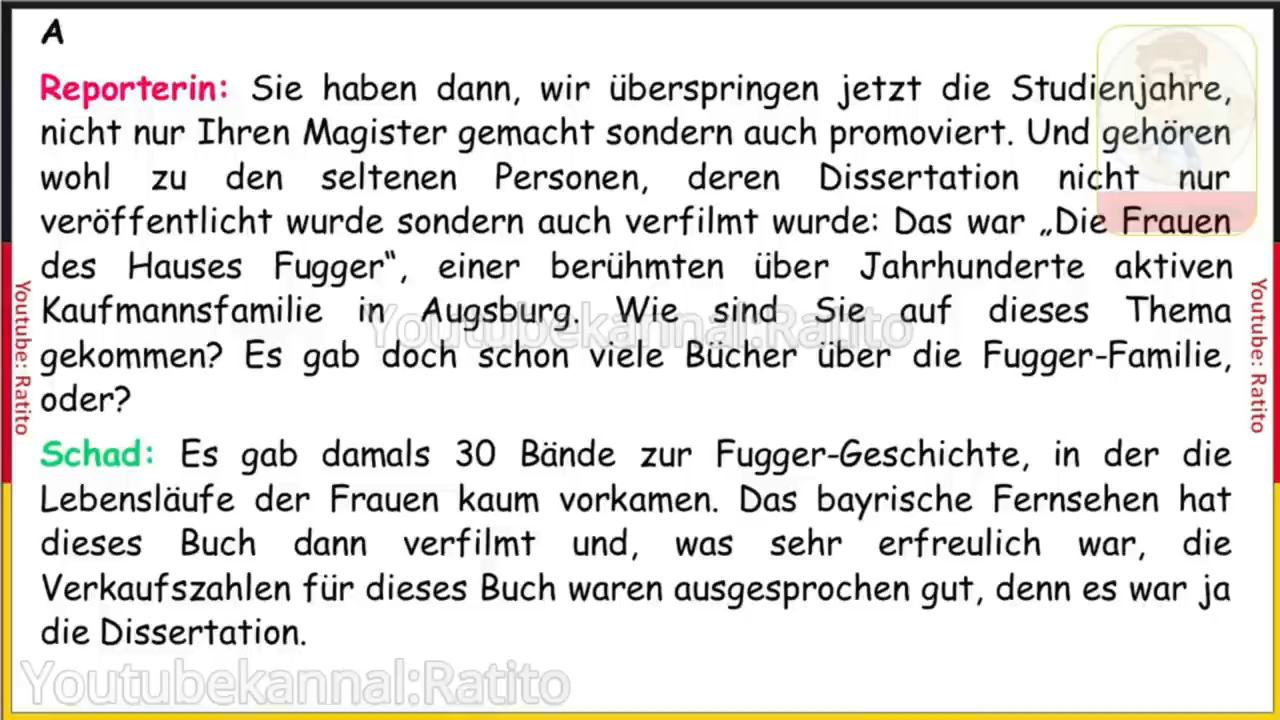 A
Reporterin: Sie haben dann, wir überspringen jetzt die Studienjahre,
nicht nur Ihren Magister gemacht sondern auch promoviert. Und gehören
wohl zu den seltenen Personen, deren Dissertation nicht nur
veröffentlicht wurde sondern auch verfilmt wurde: Das war „Die Frauen
des Hauses Fugger“, einer berühmten über Jahrhunderte aktiven
Kaufmannsfamilie in Augsburg. Wie sind Sie auf dieses Thema
gekommen? Es gab doch schon viele Bücher über die Fugger-Familie,
oder?
Schad: Es gab damals 30 Bände zur Fugger-Geschichte, in der die
Lebensläufe der Frauen kaum vorkamen. Das bayrische Fernsehen hat
dieses Buch dann verfilmt und, was sehr erfreulich war, die
Verkaufszahlen für dieses Buch waren ausgesprochen gut, denn es war ja
die Dissertation.
Youtube: Ratito
Youtube: Ratito
Youtubekannal:Ratito
Youtubekannal:Ratito